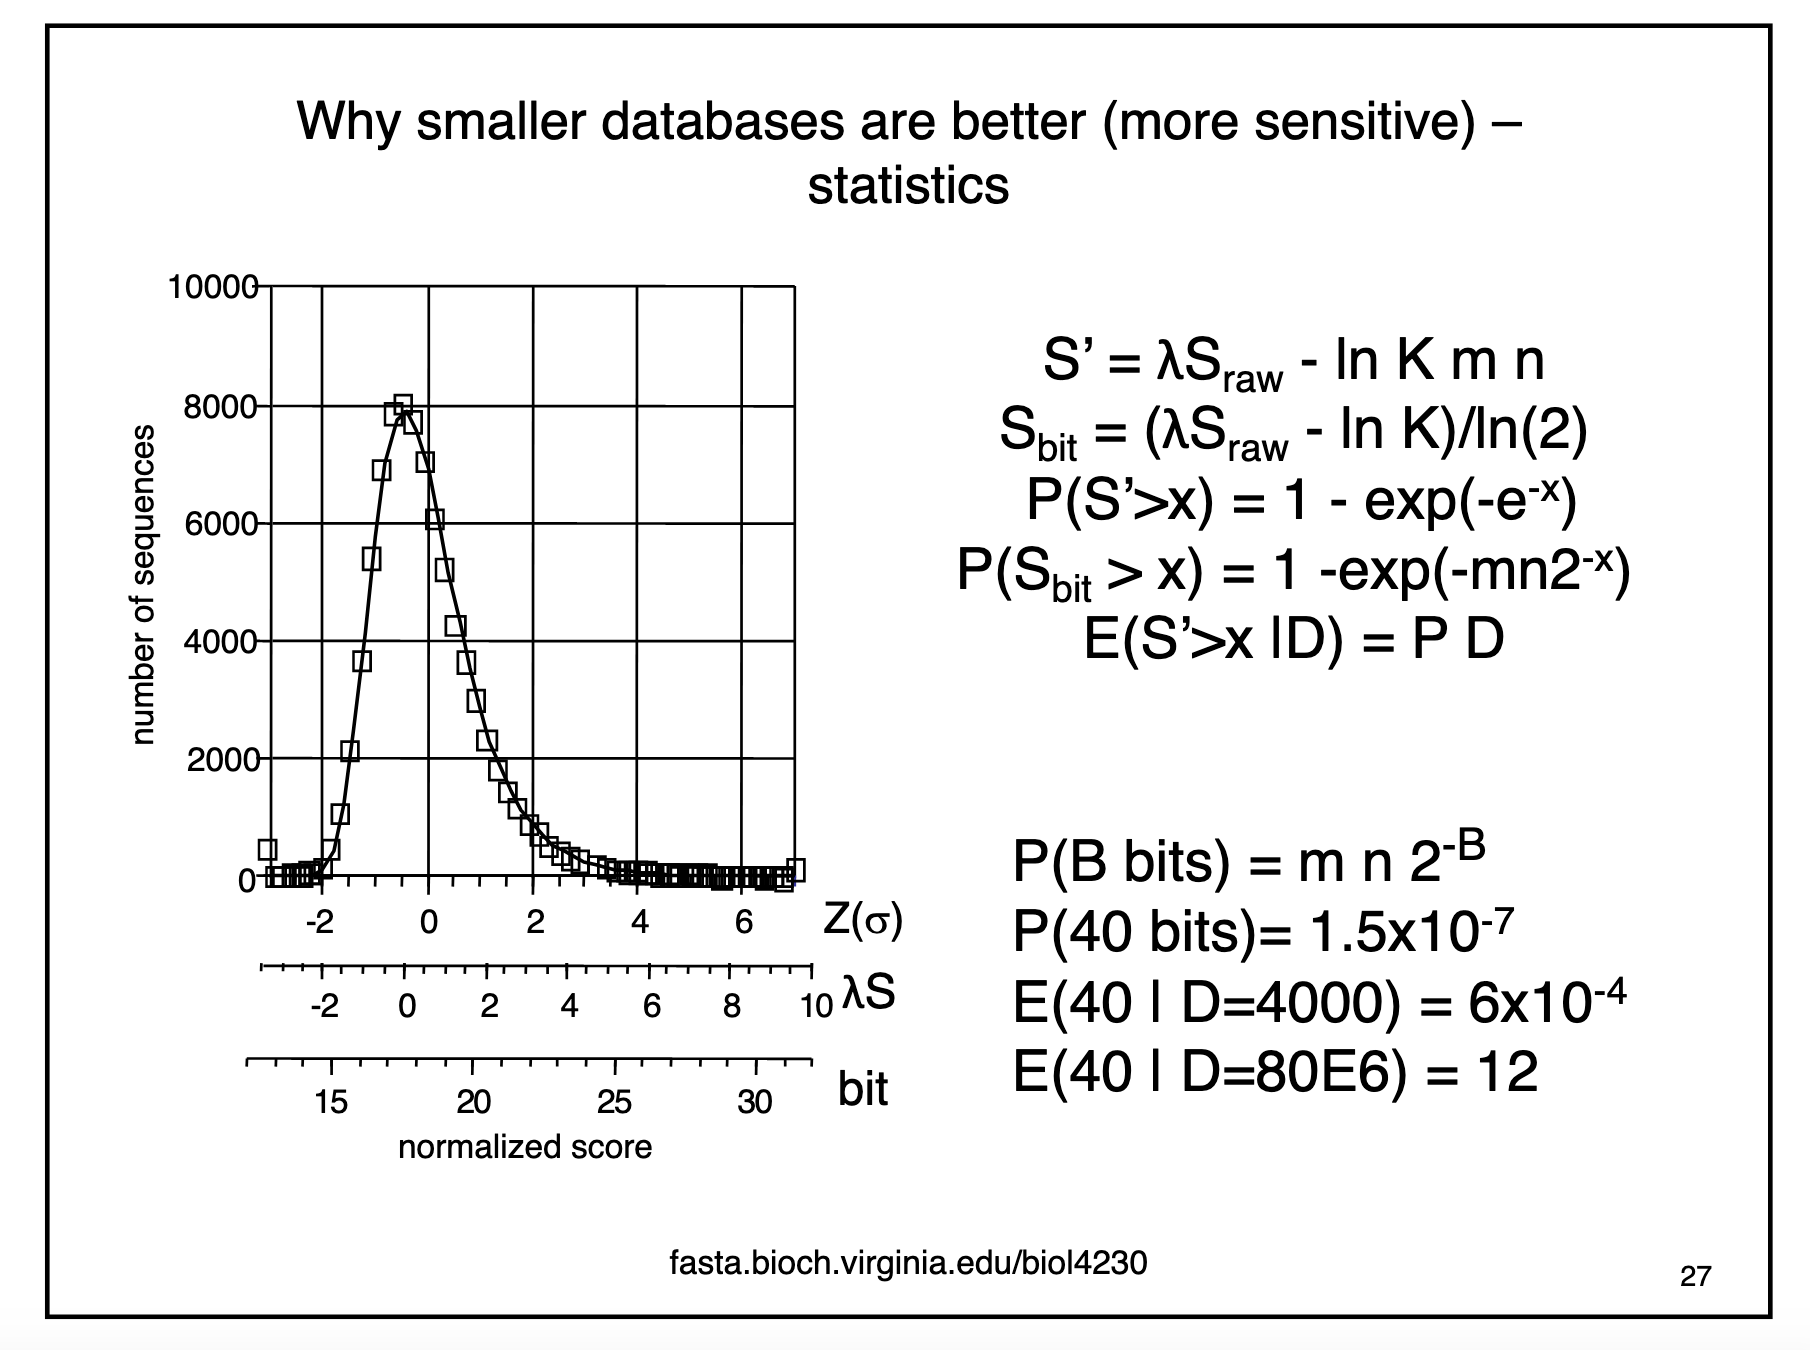 Why smaller databases are better (more sensitive) –
statistics
10000
8000
6000
4000
2000
0
number of sequences
-2 0 2 4 6 Z(σ)
-2 0 2 4 6 8 10 λS
15 20 25 30 bit
normalized score
S’ = λS_raw - ln K m n
S_bit = (λS_raw - ln K)/ln(2)
P(S’>x) = 1 - exp(-e^-x)
P(S_bit > x) = 1 -exp(-mn2^-x)
E(S’>x |D) = P D
P(B bits) = m n 2^-B
P(40 bits)= 1.5x10^-7
E(40 | D=4000) = 6x10^-4
E(40 | D=80E6) = 12
fasta.bioch.virginia.edu/biol4230
27